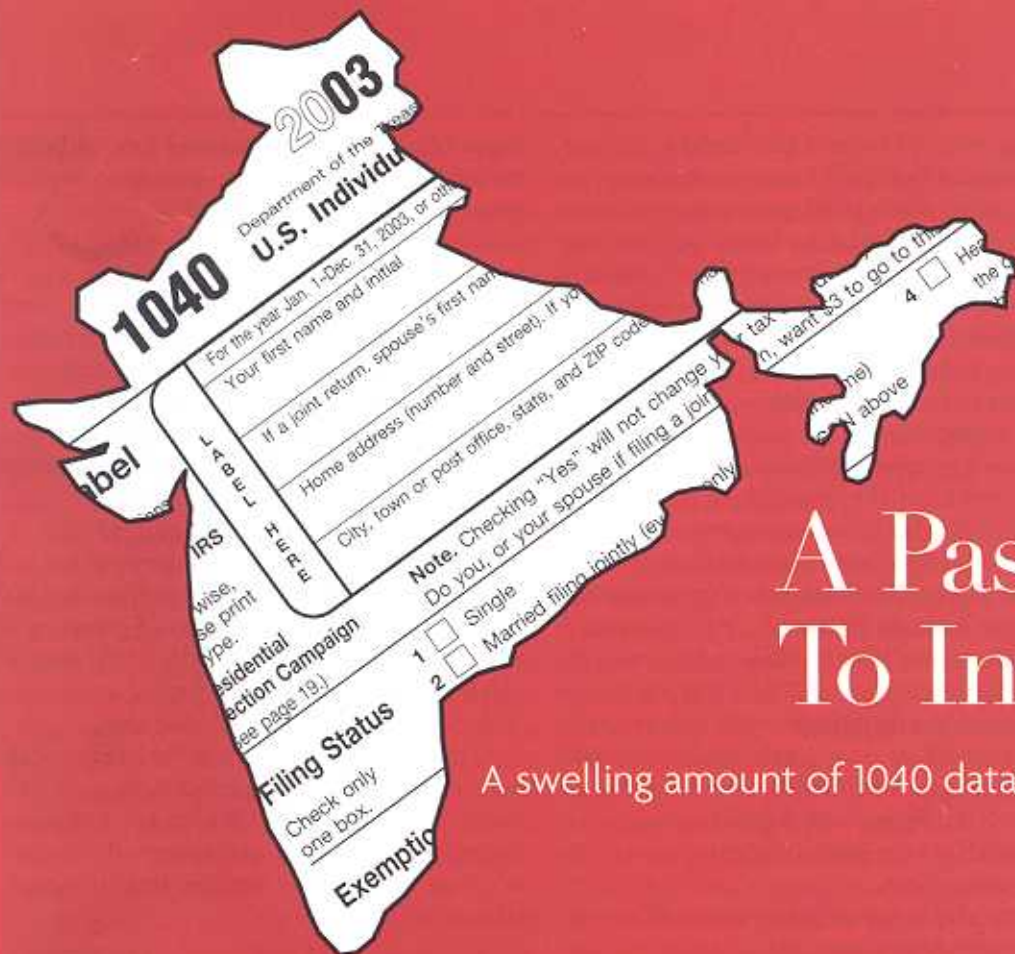 2003
Department of the Treas
1040 U.S. Individu
For the year Jan. 1–Dec. 31, 2003, or oth
Your first name and initial
If a joint return, spouse's first nam
Home address (number and street). If yo
City, town or post office, state, and ZIP code
abel
LABEL HERE
IRS
wise,
se print
ype.
esidential
ection Campaign
see page 19.)
Note. Checking "Yes" will not change y
Do you, or your spouse if filing a join
r tax
n, want $3 to go to this
Filing Status
Check only
one box.
1 Single
2 Married filing jointly (ev
only
4 Hea
the
me)
N above
Exemptio
A Pas
To In
A swelling amount of 1040 data